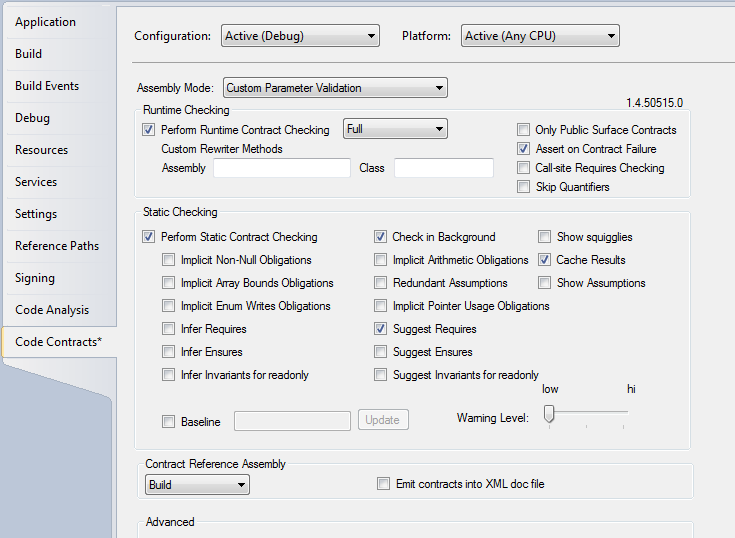 Application
Build
Build Events
Debug
Resources
Services
Settings
Reference Paths
Signing
Code Analysis
Code Contracts*
Configuration: Active (Debug) Platform: Active (Any CPU)
Assembly Mode: Custom Parameter Validation
1.4.50515.0
Runtime Checking
Perform Runtime Contract Checking Full Only Public Surface Contracts
Custom Rewriter Methods Assert on Contract Failure
Assembly Class Call-site Requires Checking
Skip Quantifiers
Static Checking
Perform Static Contract Checking Check in Background Show squigglies
Implicit Non-Null Obligations Implicit Arithmetic Obligations Cache Results
Implicit Array Bounds Obligations Redundant Assumptions Show Assumptions
Implicit Enum Writes Obligations Implicit Pointer Usage Obligations
Infer Requires Suggest Requires
Infer Ensures Suggest Ensures
Infer Invariants for readonly Suggest Invariants for readonly
low hi
Baseline Update Warning Level:
Contract Reference Assembly
Build Emit contracts into XML doc file
Advanced